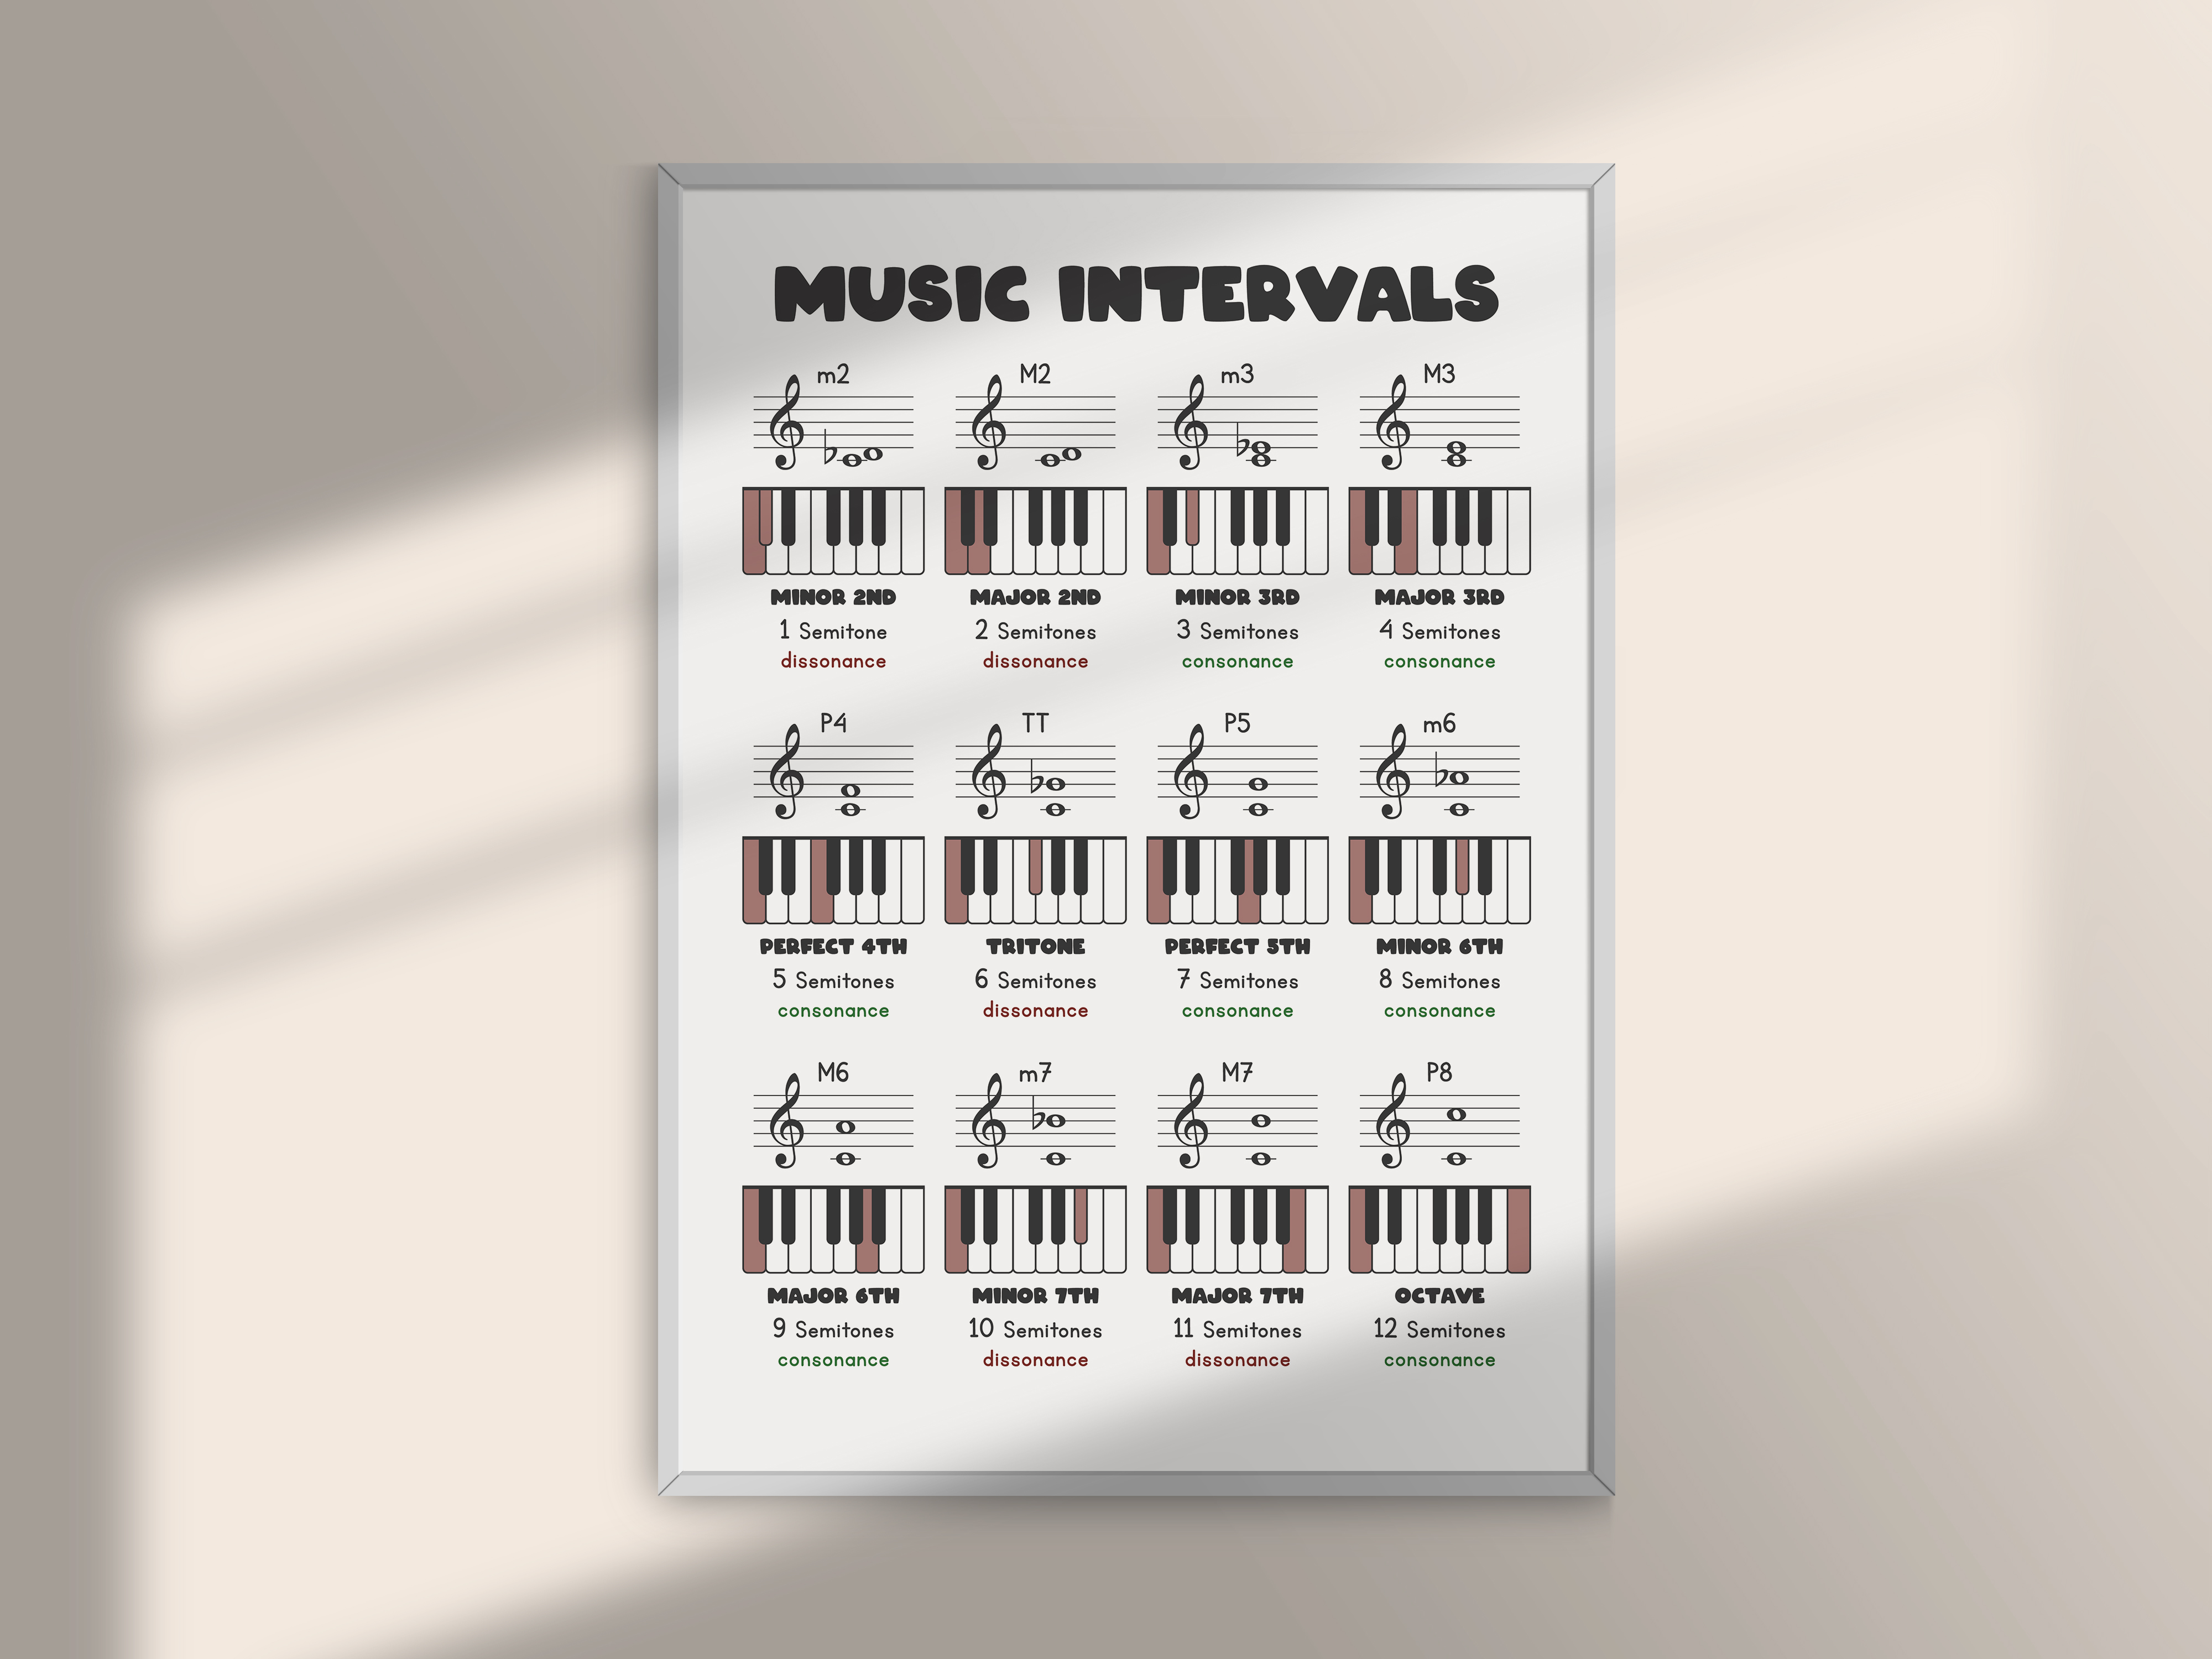 MUSIC INTERVALS
m2 M2 m3 M3
MINOR 2ND MAJOR 2ND MINOR 3RD MAJOR 3RD
1 Semitone 2 Semitones 3 Semitones 4 Semitones
dissonance dissonance consonance consonance
P4 TT P5 m6
PERFECT 4TH TRITONE PERFECT 5TH MINOR 6TH
5 Semitones 6 Semitones 7 Semitones 8 Semitones
consonance dissonance consonance consonance
M6 m7 M7 P8
MAJOR 6TH MINOR 7TH MAJOR 7TH OCTAVE
9 Semitones 10 Semitones 11 Semitones 12 Semitones
consonance dissonance dissonance consonance